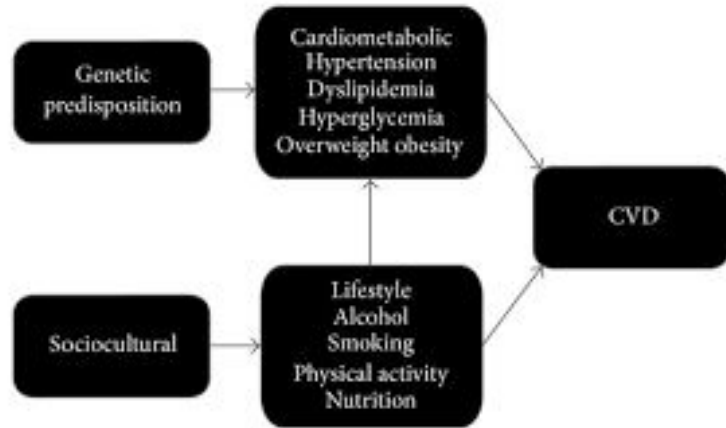 Genetic
predisposition
Cardiometabolic
Hypertension
Dyslipidemia
Hyperglycemia
Overweight obesity
CVD
Sociocultural
Lifestyle
Alcohol
Smoking
Physical activity
Nutrition